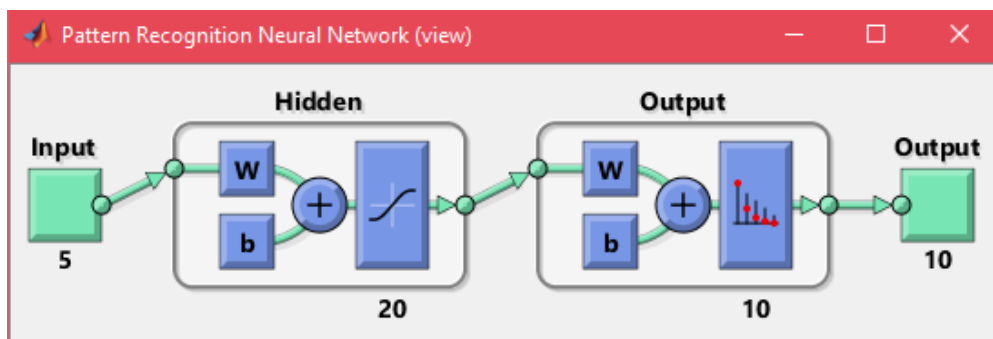 Pattern Recognition Neural Network (view)
Hidden
Output
Input
Output
W
W
b
b
5
10
20
10